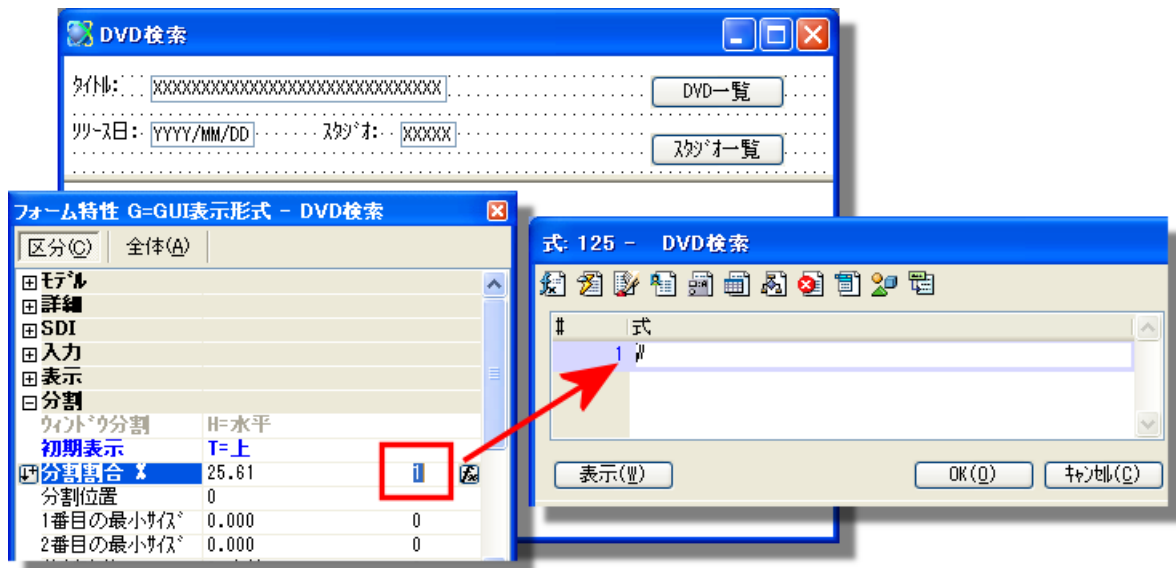 DVD検索
タイトル: XXXXXXXXXXXXXXXXXXXXXXXXXXXXXX DVD一覧
リリース日: YYYY/MM/DD スタジオ: XXXXX スタジオ一覧
フォーム特性 G=GUI表示形式 - DVD検索
区分(C) 全体(A)
モデル
詳細
SDI
入力
表示
分割
ウィンドウ分割 H=水平
初期表示 T=上
分割割合 % 25.61 1
分割位置 0
1番目の最小サイズ 0.000 0
2番目の最小サイズ 0.000 0
式: 125 - DVD検索
# 式
1
表示(W) OK(O) キャンセル(C)